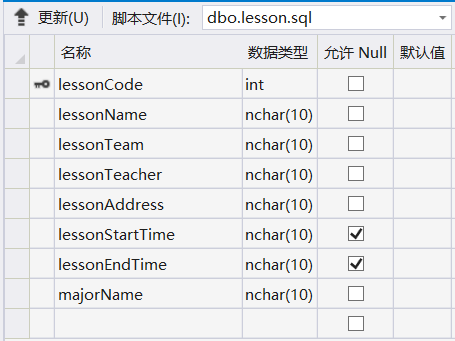 更新(U) 脚本文件(I): dbo.lesson.sql
名称 数据类型 允许 Null 默认值
lessonCode int
lessonName nchar(10)
lessonTeam nchar(10)
lessonTeacher nchar(10)
lessonAddress nchar(10)
lessonStartTime nchar(10)
lessonEndTime nchar(10)
majorName nchar(10)